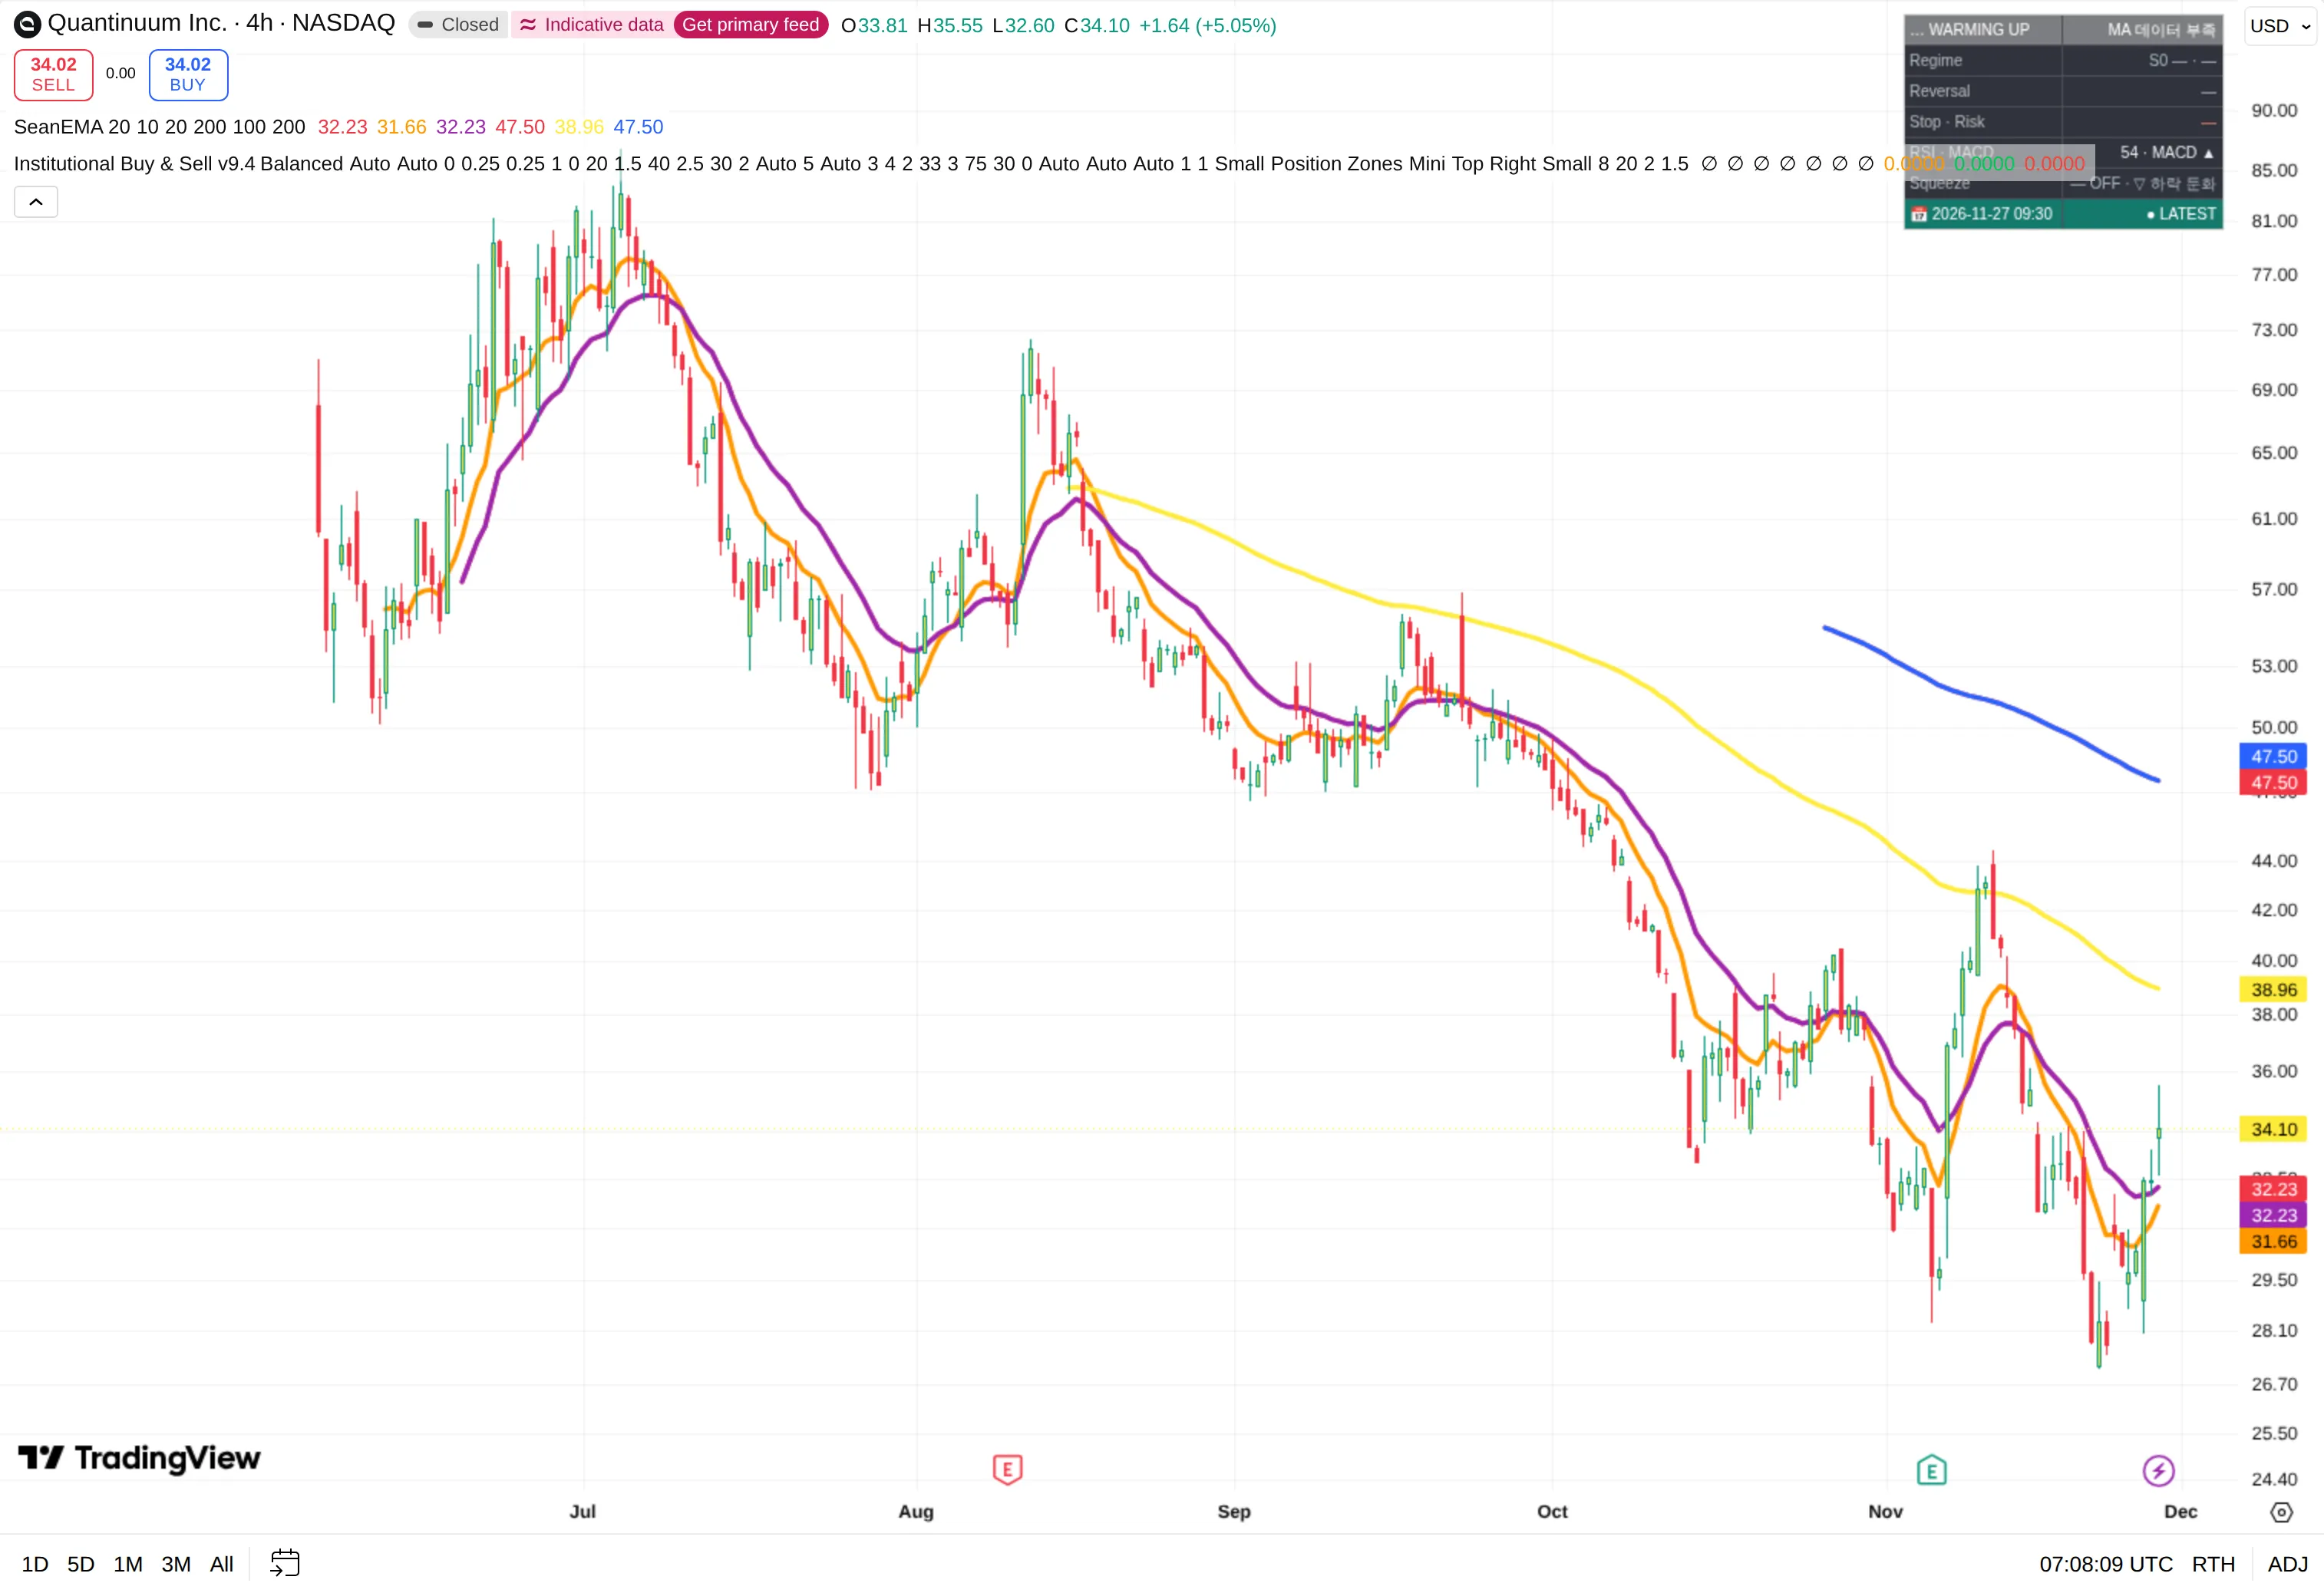 Quantinuum Inc. · 4h · NASDAQ Closed Indicative data Get primary feed O33.81 H35.55 L32.60 C34.10 +1.64 (+5.05%)
34.02 SELL 0.00 34.02 BUY
SeanEMA 20 10 20 200 100 200 32.23 31.66 32.23 47.50 38.96 47.50
Institutional Buy & Sell v9.4 Balanced Auto Auto 0 0.25 0.25 1 0 20 1.5 40 2.5 30 2 Auto 5 Auto 3 4 2 33 3 75 30 0 Auto Auto Auto 1 1 Small Position Zones Mini Top Right Small 8 20 2 1.5 ∅ ∅ ∅ ∅ ∅ ∅ ∅ 0.0000 0.0000 0.0000
... WARMING UP MA 데이터 부족
Regime S0 — · —
Reversal —
Stop · Risk —
RSI · MACD 54 · MACD ▲
Squeeze — OFF · ▽ 하락 둔화
2026-11-27 09:30 ● LATEST
USD
90.00
85.00
81.00
77.00
73.00
69.00
65.00
61.00
57.00
53.00
50.00
47.50
47.50
44.00
42.00
40.00
38.96
38.00
36.00
34.10
32.23
32.23
31.66
29.50
28.10
26.70
25.50
24.40
TradingView
E E
Jul Aug Sep Oct Nov Dec
1D 5D 1M 3M All 07:08:09 UTC RTH ADJ